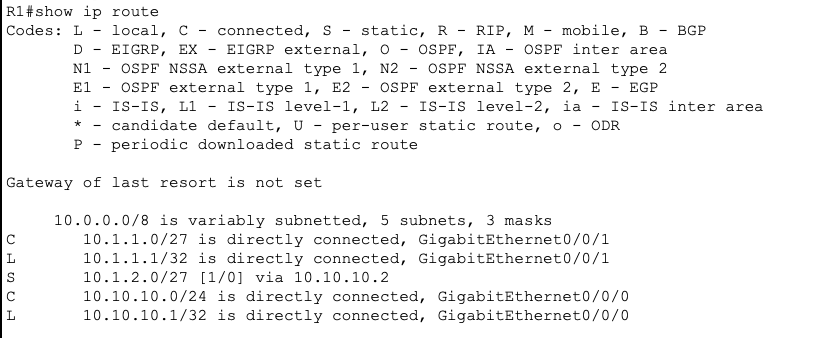 R1#show ip route
Codes: L - local, C - connected, S - static, R - RIP, M - mobile, B - BGP
       D - EIGRP, EX - EIGRP external, O - OSPF, IA - OSPF inter area
       N1 - OSPF NSSA external type 1, N2 - OSPF NSSA external type 2
       E1 - OSPF external type 1, E2 - OSPF external type 2, E - EGP
       i - IS-IS, L1 - IS-IS level-1, L2 - IS-IS level-2, ia - IS-IS inter area
       * - candidate default, U - per-user static route, o - ODR
       P - periodic downloaded static route
Gateway of last resort is not set
     10.0.0.0/8 is variably subnetted, 5 subnets, 3 masks
C       10.1.1.0/27 is directly connected, GigabitEthernet0/0/1
L       10.1.1.1/32 is directly connected, GigabitEthernet0/0/1
S       10.1.2.0/27 [1/0] via 10.10.10.2
C       10.10.10.0/24 is directly connected, GigabitEthernet0/0/0
L       10.10.10.1/32 is directly connected, GigabitEthernet0/0/0